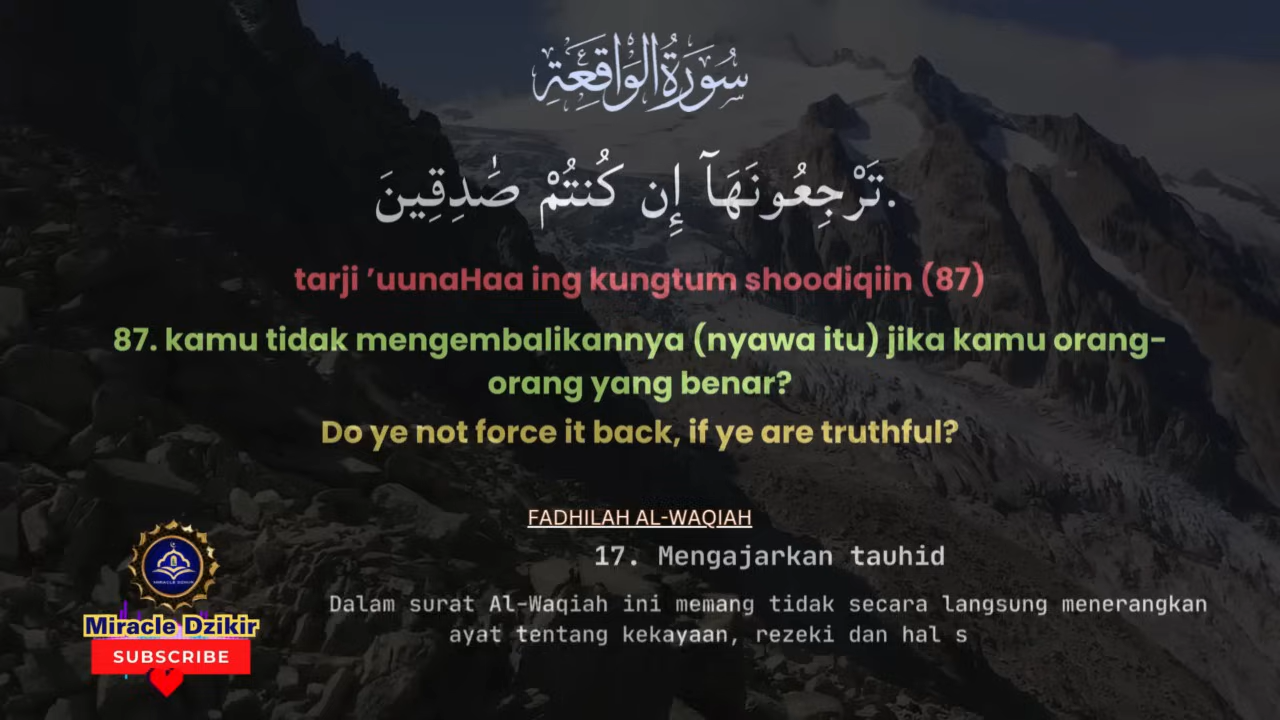 سُورَةُ الوَاقِعَةِ
تَرْجِعُونَهَآ إِن كُنتُمْ صَٰدِقِينَ.
tarji ’uunaHaa ing kungtum shoodiqiin (87)
87. kamu tidak mengembalikannya (nyawa itu) jika kamu orang-
orang yang benar?
Do ye not force it back, if ye are truthful?
FADHILAH AL-WAQIAH
17. Mengajarkan tauhid
Dalam surat Al-Waqiah ini memang tidak secara langsung menerangkan
ayat tentang kekayaan, rezeki dan hal s
MIRACLE DZIKIR
Miracle Dzikir
SUBSCRIBE